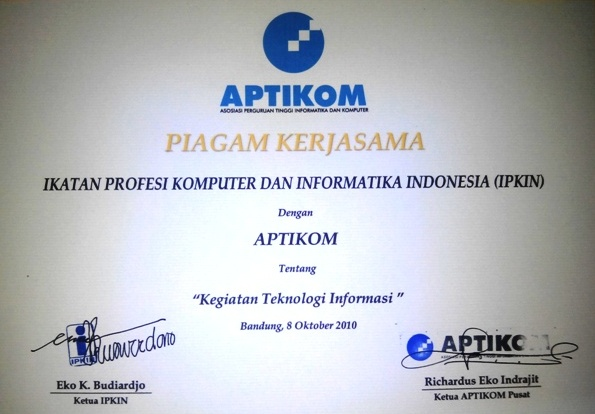 APTIKOM
ASOSIASI PERGURUAN TINGGI INFORMATIKA DAN KOMPUTER
PIAGAM KERJASAMA
IKATAN PROFESI KOMPUTER DAN INFORMATIKA INDONESIA (IPKIN)
Dengan
APTIKOM
Tentang
“Kegiatan Teknologi Informasi ”
Bandung, 8 Oktober 2010
IPKIN
Eko K. Budiardjo
Ketua IPKIN
APTIKOM
Richardus Eko Indrajit
Ketua APTIKOM Pusat